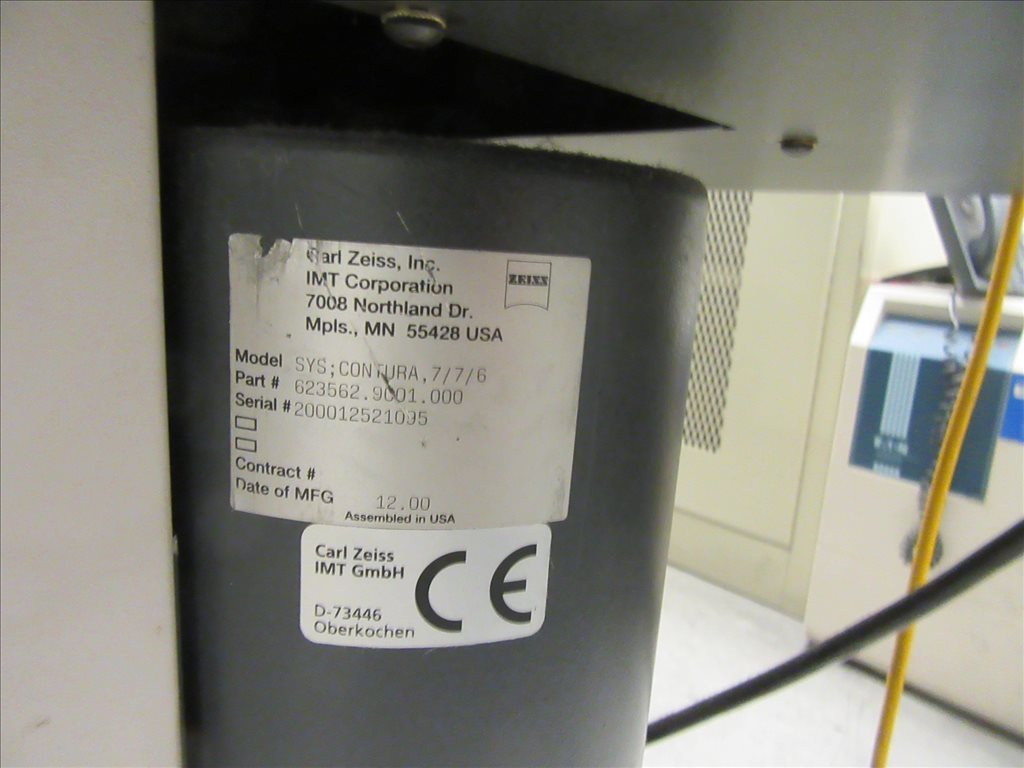 Carl Zeiss, Inc.
IMT Corporation
7008 Northland Dr.
Mpls., MN 55428 USA
ZEISS
Model SYS;CONTURA,7/7/6
Part # 623562.9001.000
Serial # 200012521095
Contract #
Date of MFG 12.00
Assembled in USA
Carl Zeiss
IMT GmbH
CE
D-73446
Oberkochen